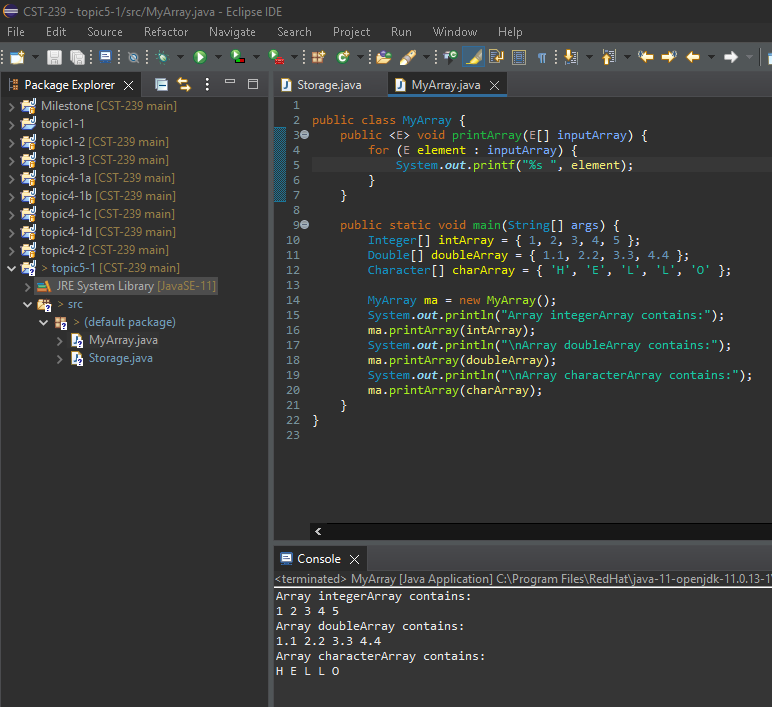 CST-239 - topic5-1/src/MyArray.java - Eclipse IDE
File Edit Source Refactor Navigate Search Project Run Window Help
Package Explorer
Milestone [CST-239 main]
topic1-1
topic1-2 [CST-239 main]
topic1-3 [CST-239 main]
topic4-1a [CST-239 main]
topic4-1b [CST-239 main]
topic4-1c [CST-239 main]
topic4-1d [CST-239 main]
topic4-2 [CST-239 main]
> topic5-1 [CST-239 main]
JRE System Library [JavaSE-11]
> src
> (default package)
MyArray.java
Storage.java
Storage.java MyArray.java
1
2 public class MyArray {
3 public <E> void printArray(E[] inputArray) {
4 for (E element : inputArray) {
5 System.out.printf("%s ", element);
6 }
7 }
8
9 public static void main(String[] args) {
10 Integer[] intArray = { 1, 2, 3, 4, 5 };
11 Double[] doubleArray = { 1.1, 2.2, 3.3, 4.4 };
12 Character[] charArray = { 'H', 'E', 'L', 'L', 'O' };
13
14 MyArray ma = new MyArray();
15 System.out.println("Array integerArray contains:");
16 ma.printArray(intArray);
17 System.out.println("\nArray doubleArray contains:");
18 ma.printArray(doubleArray);
19 System.out.println("\nArray characterArray contains:");
20 ma.printArray(charArray);
21 }
22 }
23
Console
<terminated> MyArray [Java Application] C:\Program Files\RedHat\java-11-openjdk-11.0.13-1
Array integerArray contains:
1 2 3 4 5
Array doubleArray contains:
1.1 2.2 3.3 4.4
Array characterArray contains:
H E L L O